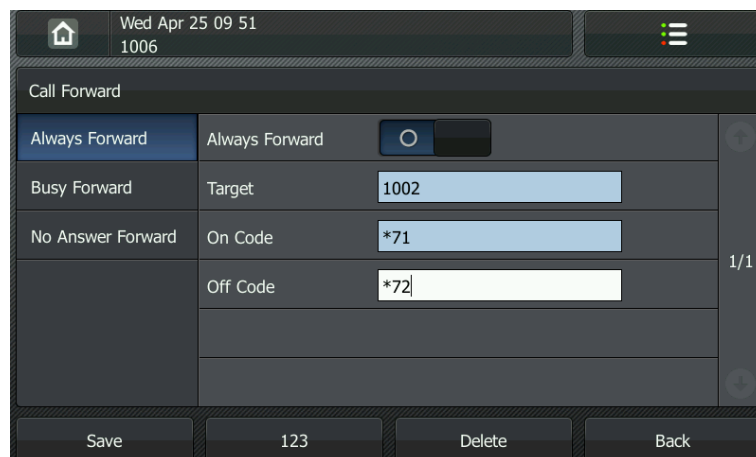 Wed Apr 25 09 51
1006
Call Forward
Always Forward
Always Forward
Busy Forward
Target
1002
No Answer Forward
On Code
*71
1/1
Off Code
*72
Save
123
Delete
Back